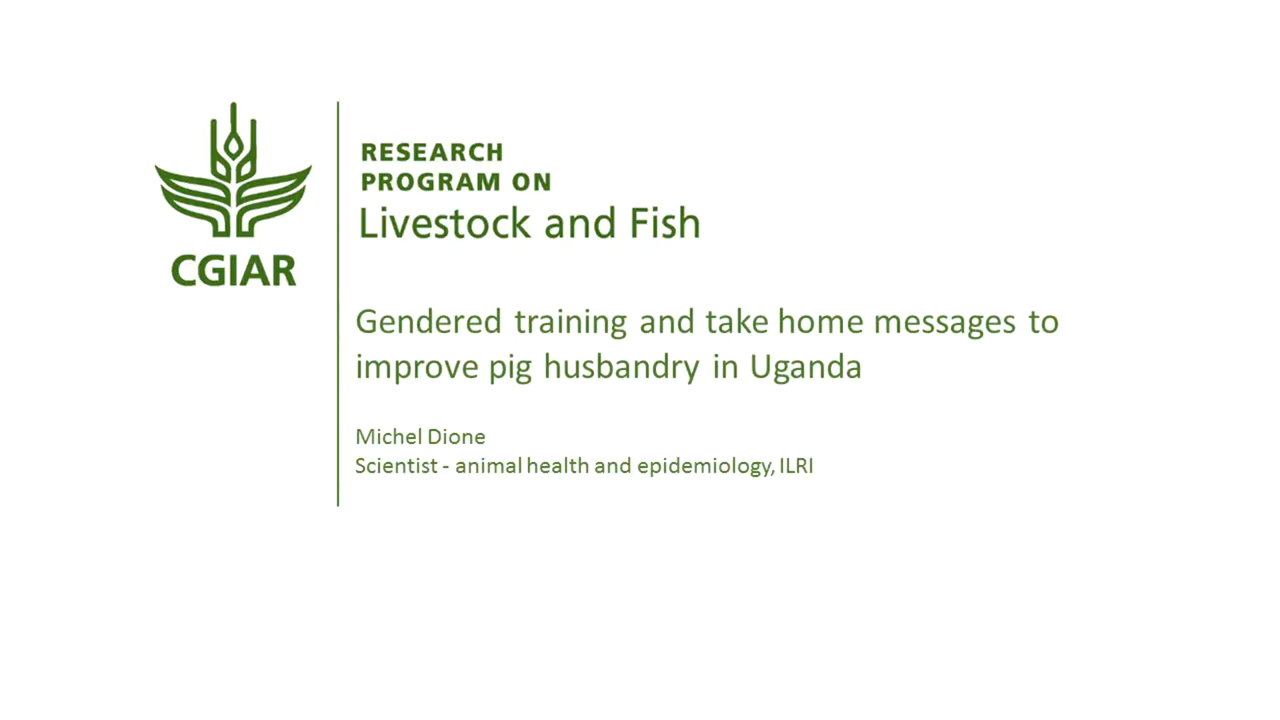 CGIAR
RESEARCH
PROGRAM ON
Livestock and Fish
Gendered training and take home messages to
improve pig husbandry in Uganda
Michel Dione
Scientist - animal health and epidemiology, ILRI